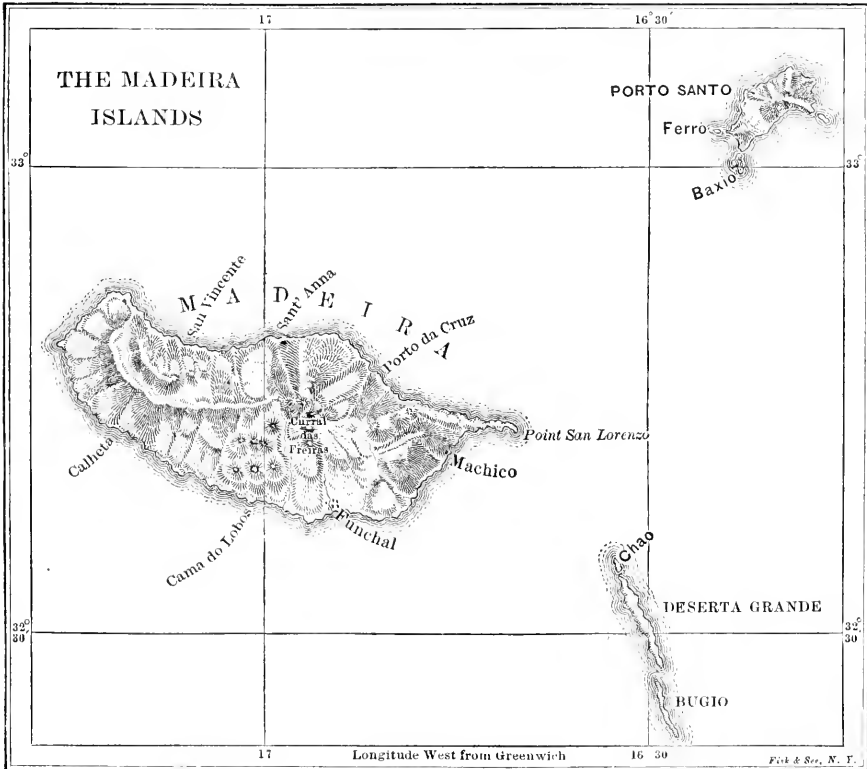 17
16°30'
THE MADEIRA
ISLANDS
PORTO SANTO
Ferro
33°
33°
Baxio
MADEIRA
San Vincente
Sant' Anna
Porto da Cruz
Curral
das
Freiras
Point San Lorenzo
Calheta
Machico
Cama do Lobos
Funchal
Chao
DESERTA GRANDE
32°
30
32°
30
BUGIO
17
Longitude West from Greenwich
16 30
Fisk & See, N. Y.